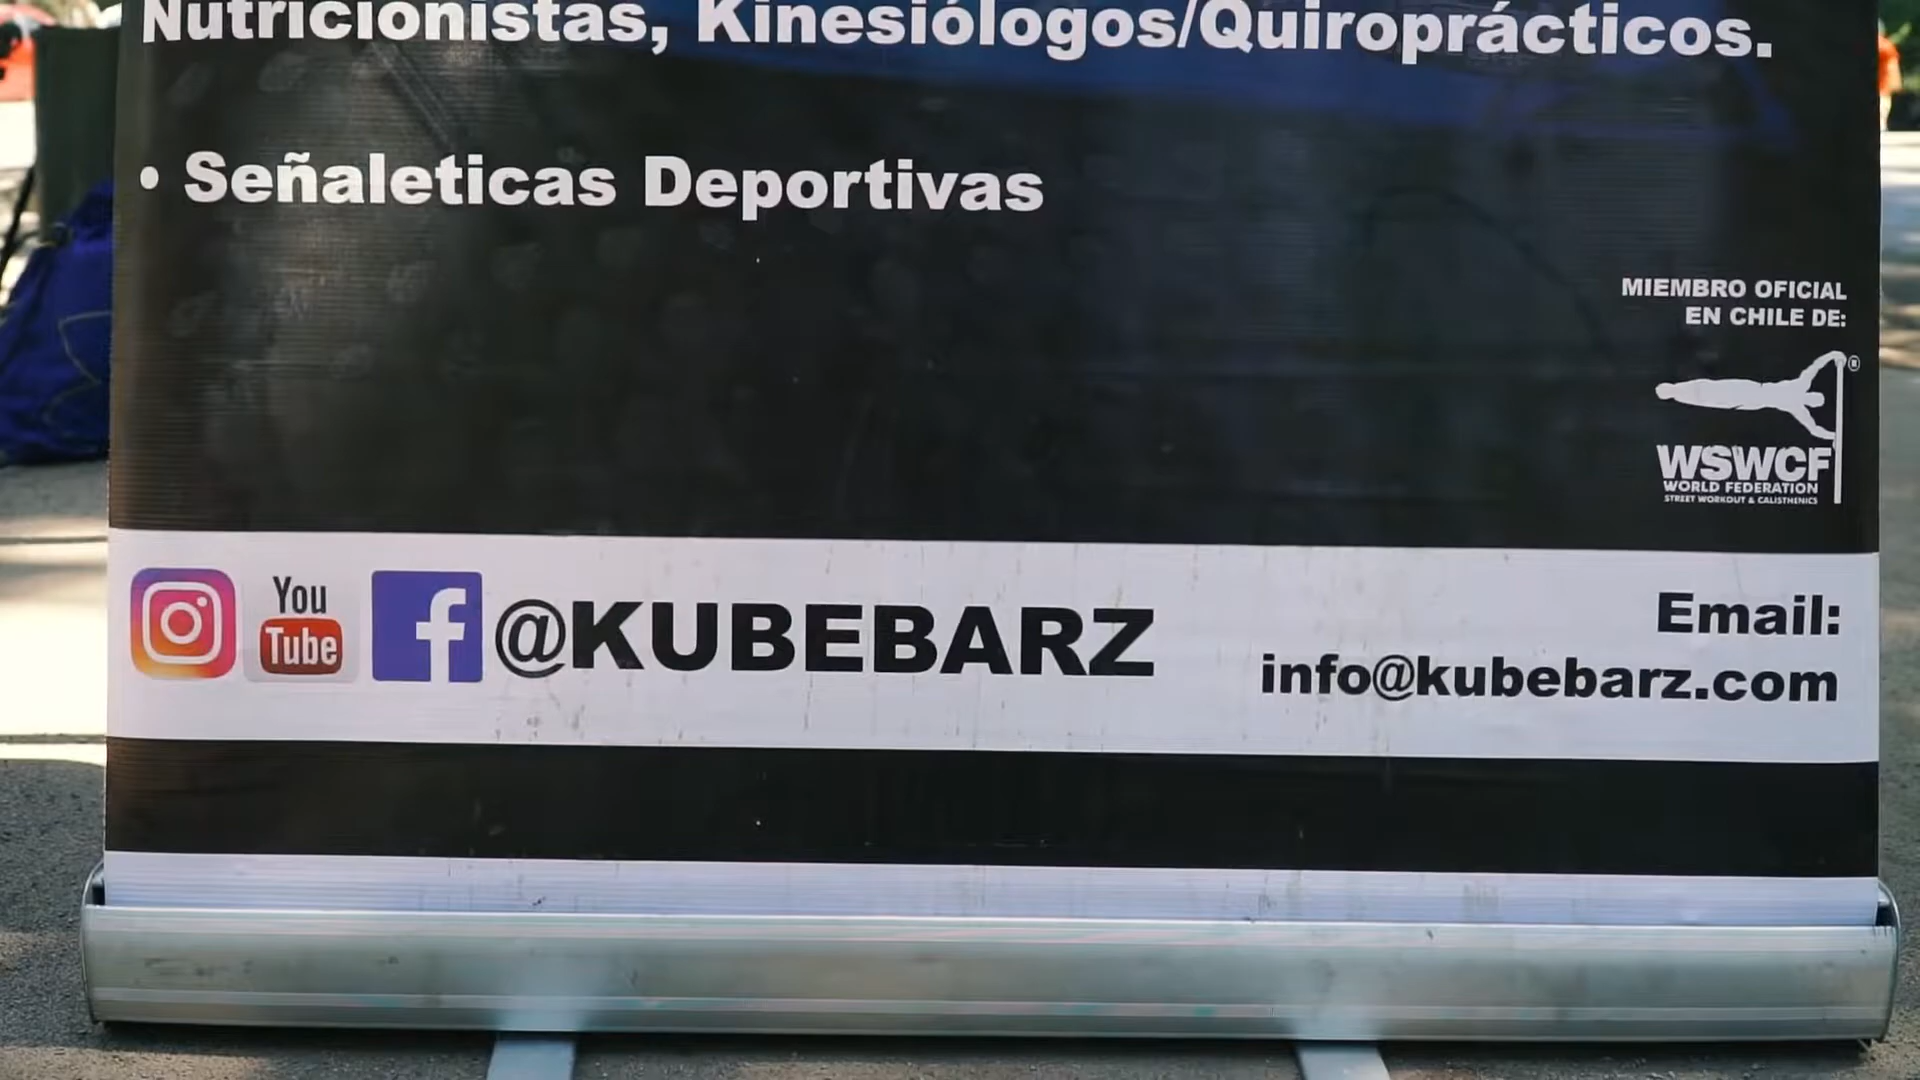 Nutricionistas, Kinesiólogos/Quiroprácticos.
• Señaleticas Deportivas
MIEMBRO OFICIAL
EN CHILE DE:
®
WSWCF
WORLD FEDERATION
STREET WORKOUT & CALISTHENICS
You
Tube
f
@KUBEBARZ
Email:
info@kubebarz.com